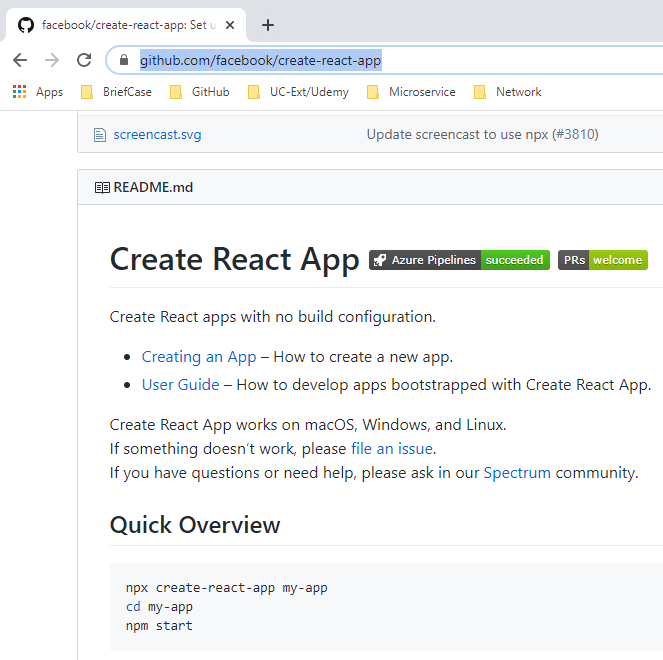 facebook/create-react-app: Set u
github.com/facebook/create-react-app
Apps BriefCase GitHub UC-Ext/Udemy Microservice Network
screencast.svg Update screencast to use npx (#3810)
README.md
Create React App Azure Pipelines succeeded PRs welcome
Create React apps with no build configuration.
• Creating an App – How to create a new app.
• User Guide – How to develop apps bootstrapped with Create React App.
Create React App works on macOS, Windows, and Linux.
If something doesn't work, please file an issue.
If you have questions or need help, please ask in our Spectrum community.
Quick Overview
npx create-react-app my-app
cd my-app
npm start